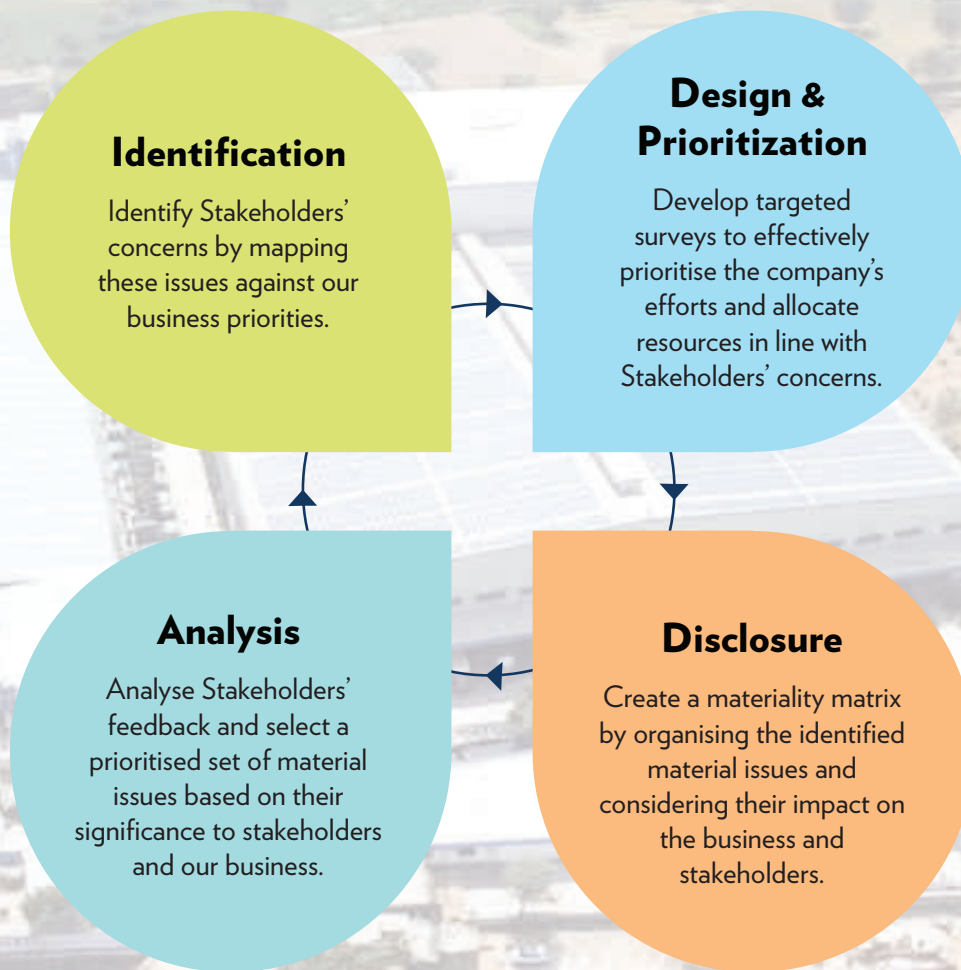 Identification
Identify Stakeholders’
concerns by mapping
these issues against our
business priorities.
Design &
Prioritization
Develop targeted
surveys to effectively
prioritise the company’s
efforts and allocate
resources in line with
Stakeholders’ concerns.
Analysis
Analyse Stakeholders’
feedback and select a
prioritised set of material
issues based on their
significance to stakeholders
and our business.
Disclosure
Create a materiality matrix
by organising the identified
material issues and
considering their impact on
the business and
stakeholders.